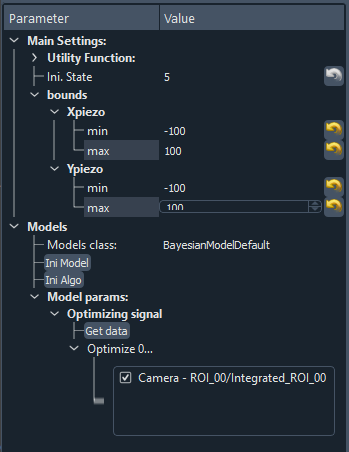 Parameter Value
Main Settings:
Utility Function:
Ini. State 5
bounds
Xpiezo
min -100
max 100
Ypiezo
min -100
max 100
Models
Models class: BayesianModelDefault
Ini Model
Ini Algo
Model params:
Optimizing signal
Get data
Optimize 0...
Camera - ROI_00/Integrated_ROI_00